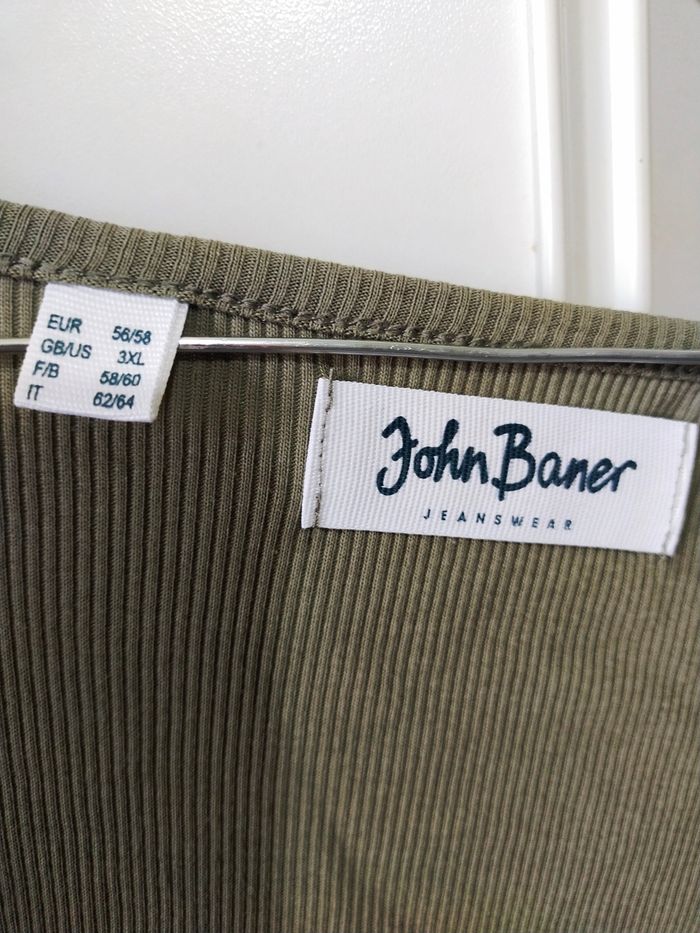 EUR 56/58
GB/US 3XL
F/B 58/60
IT 62/64
John Baner
JEANSWEAR